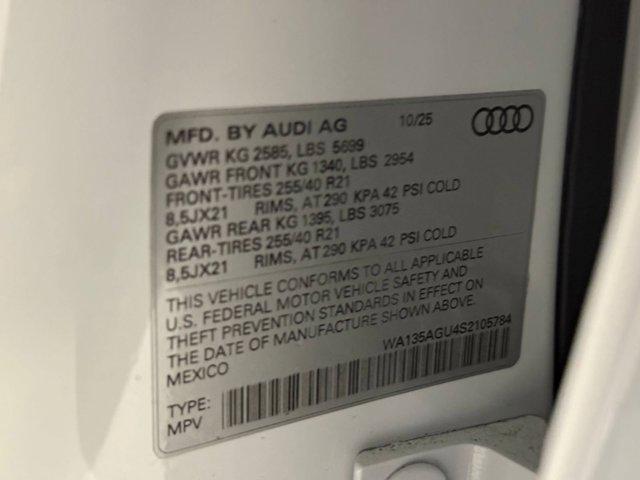 MFD. BY AUDI AG 10/25
GVWR KG 2585, LBS 5699
GAWR FRONT KG 1340, LBS 2954
FRONT-TIRES 255/40 R21
8,5JX21 RIMS, AT 290 KPA 42 PSI COLD
GAWR REAR KG 1395, LBS 3075
REAR-TIRES 255/40 R21
8,5JX21 RIMS, AT 290 KPA 42 PSI COLD
THIS VEHICLE CONFORMS TO ALL APPLICABLE
U.S. FEDERAL MOTOR VEHICLE SAFETY AND
THEFT PREVENTION STANDARDS IN EFFECT ON
THE DATE OF MANUFACTURE SHOWN ABOVE.
MEXICO WA135AGU4S2105784
TYPE:
MPV